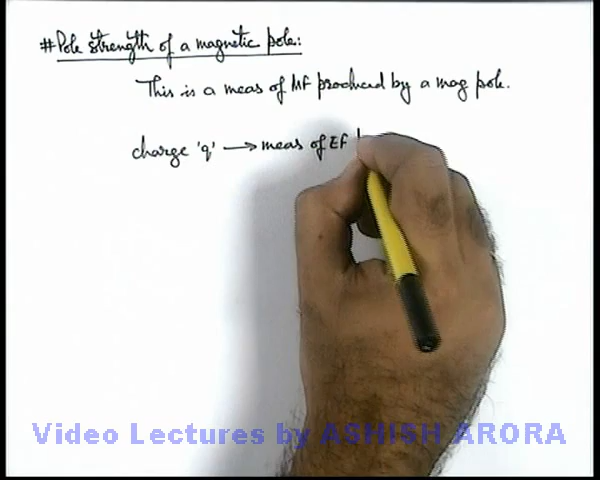 # Pole strength of a magnetic pole:
This is a meas of MF produced by a mag pole.
charge 'q' → meas of EF
Video Lectures by ASHISH ARORA